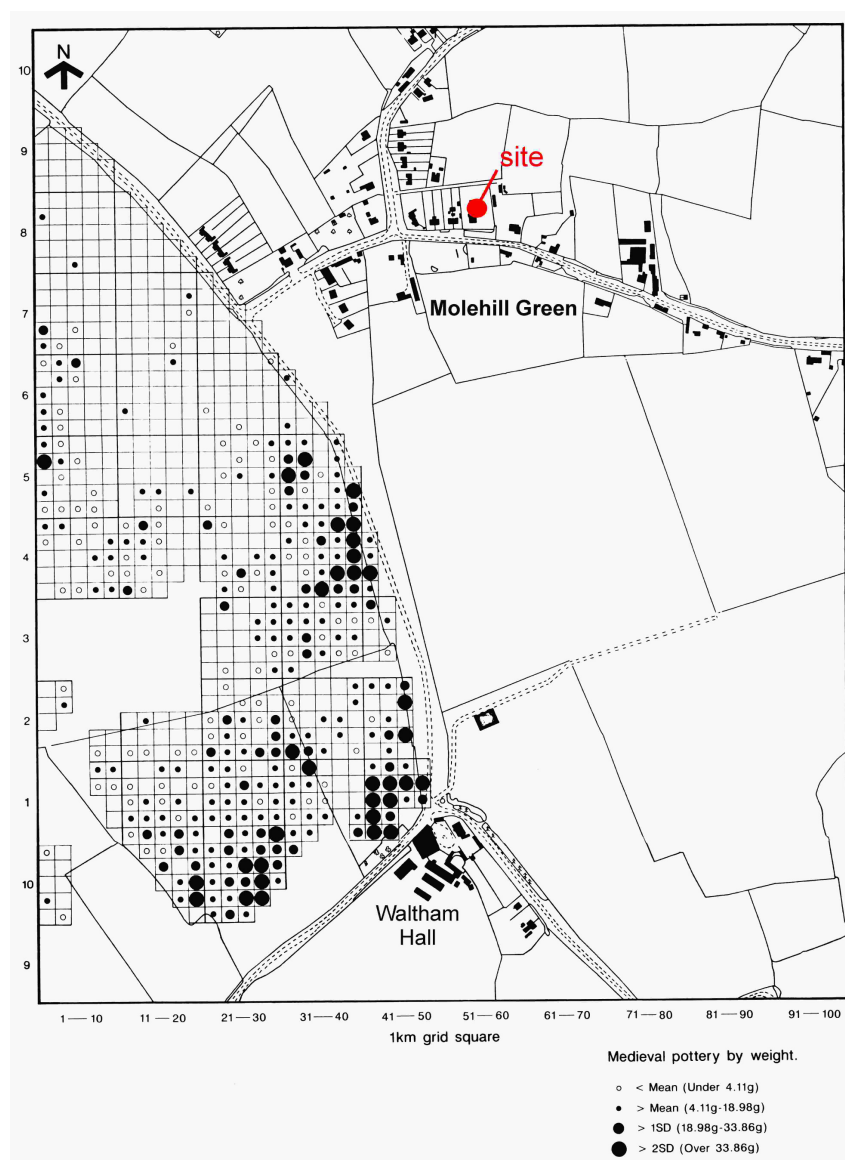 N
10
9
8
7
6
5
4
3
2
1
10
9
site
Molehill Green
Waltham
Hall
1 — 10
11 — 20
21 — 30
31 — 40
41 — 50
51 — 60
61 — 70
71 — 80
81 — 90
91 — 100
1km grid square
Medieval pottery by weight.
< Mean (Under 4.11g)
> Mean (4.11g-18.98g)
> 1SD (18.98g-33.86g)
> 2SD (Over 33.86g)